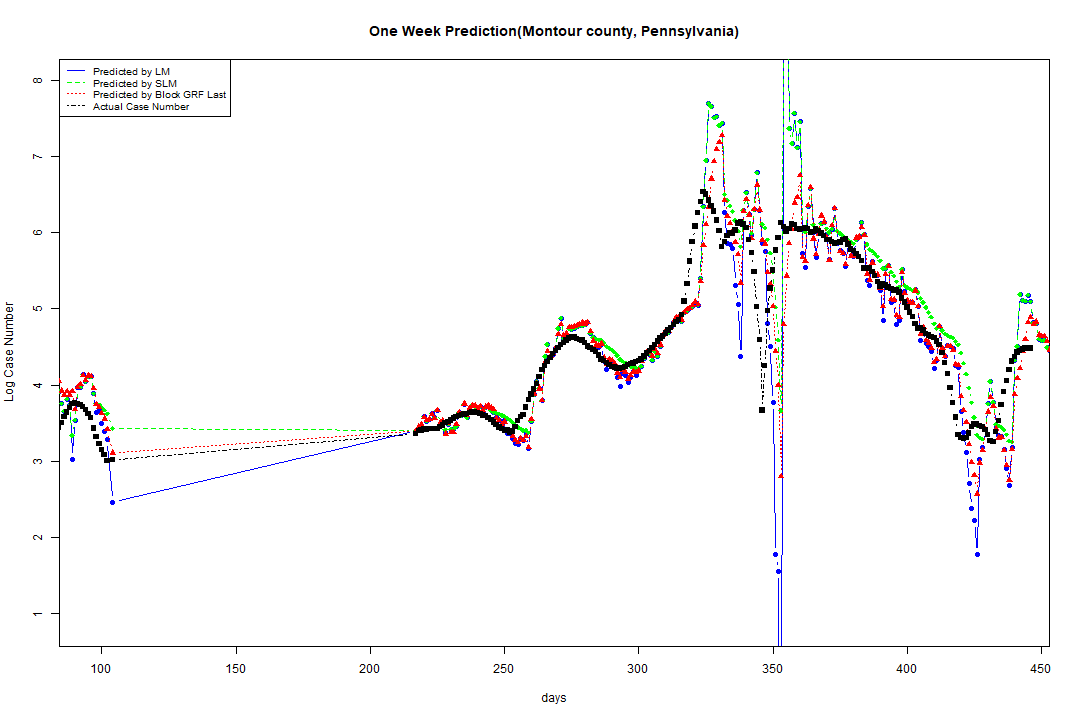 One Week Prediction(Montour county, Pennsylvania)
Predicted by LM
Predicted by SLM
Predicted by Block GRF Last
Actual Case Number
8
7
6
5
4
3
2
1
Log Case Number
100 150 200 250 300 350 400 450
days